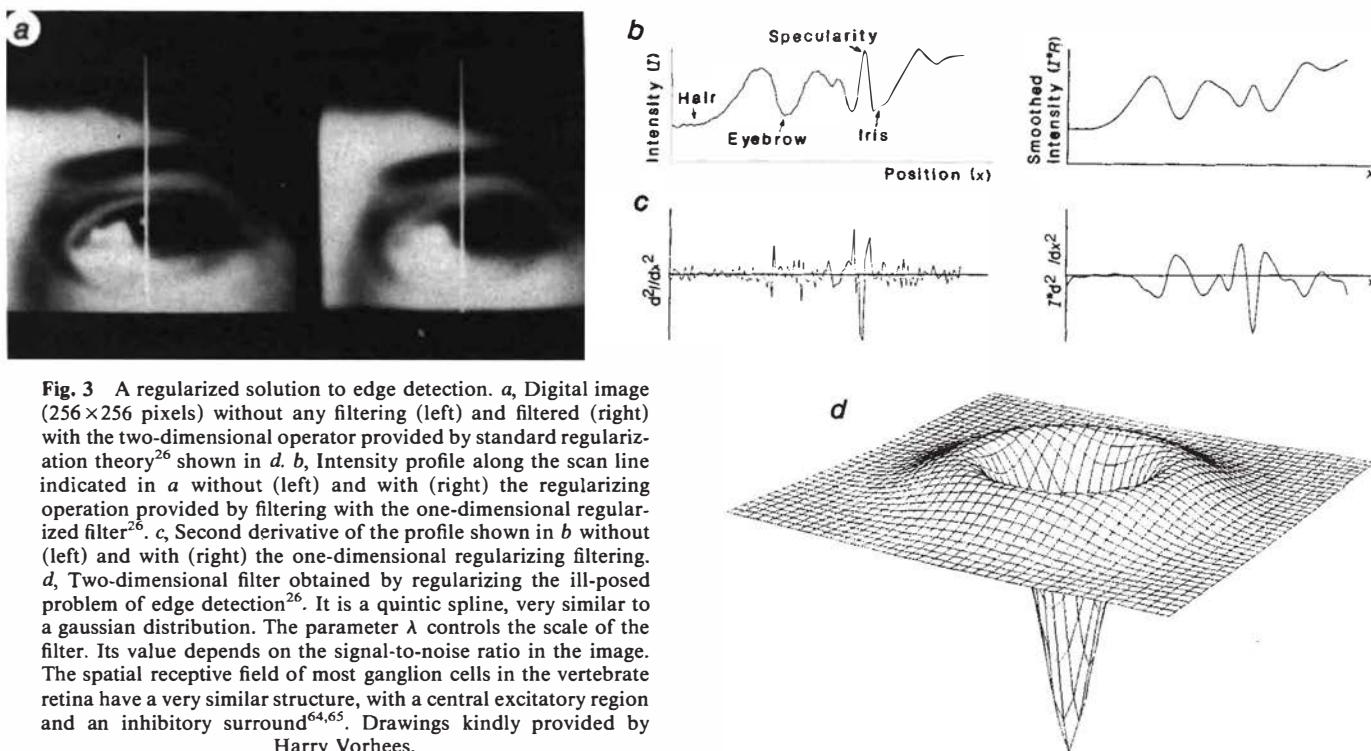 a
b
Specularity
Intensity (I)
Hair
Eyebrow
Iris
Position (x)
Smoothed
Intensity (I*R)
x
c
d²I/dx²
I*d²/dx²
x
d
Fig. 3 A regularized solution to edge detection. a, Digital image
(256×256 pixels) without any filtering (left) and filtered (right)
with the two-dimensional operator provided by standard regulariz-
ation theory²⁶ shown in d. b, Intensity profile along the scan line
indicated in a without (left) and with (right) the regularizing
operation provided by filtering with the one-dimensional regular-
ized filter²⁶. c, Second derivative of the profile shown in b without
(left) and with (right) the one-dimensional regularizing filtering.
d, Two-dimensional filter obtained by regularizing the ill-posed
problem of edge detection²⁶. It is a quintic spline, very similar to
a gaussian distribution. The parameter λ controls the scale of the
filter. Its value depends on the signal-to-noise ratio in the image.
The spatial receptive field of most ganglion cells in the vertebrate
retina have a very similar structure, with a central excitatory region
and an inhibitory surround⁶⁴,⁶⁵. Drawings kindly provided by
Harry Vorhees.